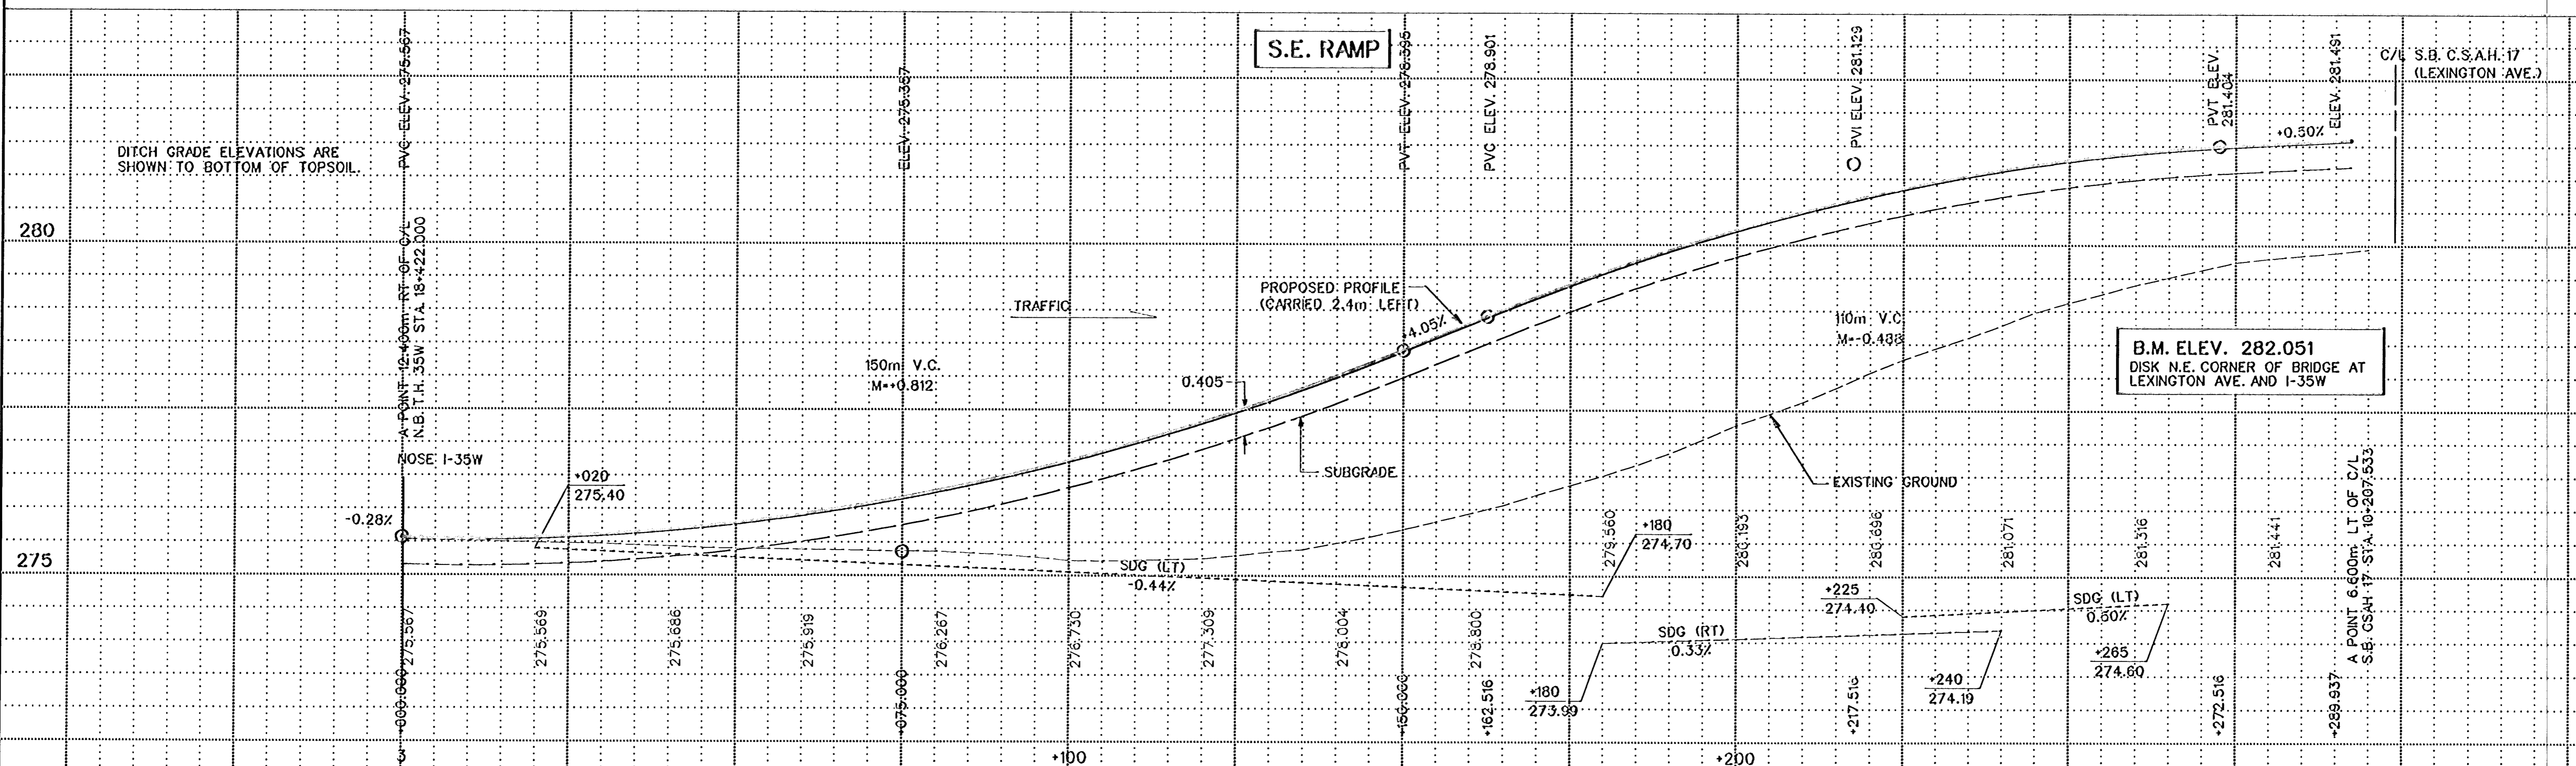 S.E. RAMP
PVC ELEV. 275.567
ELEV. 275.357
PVT ELEV. 278.395
PVC ELEV. 278.901
PVI ELEV. 281.129
PVT ELEV.
281.404
ELEV. 281.491
C/L S.B. C.S.A.H. 17
(LEXINGTON AVE.)
+0.50%
DITCH GRADE ELEVATIONS ARE
SHOWN TO BOTTOM OF TOPSOIL.
280
A POINT 12.400m RT OF C/L
N.B. T.H. 35W STA. 18+422.000
TRAFFIC
PROPOSED PROFILE
(CARRIED 2.4m LEFT)
+4.05%
110m V.C.
M=-0.488
B.M. ELEV. 282.051
DISK N.E. CORNER OF BRIDGE AT
LEXINGTON AVE. AND I-35W
150m V.C.
M=+0.812
0.405
NOSE I-35W
SUBGRADE
EXISTING GROUND
+020
275.40
-0.28%
275
SDG (LT)
-0.44%
+180
274.70
+225
274.40
SDG (LT)
0.50%
+265
274.60
SDG (RT)
0.33%
+180
273.99
+240
274.19
A POINT 6.600m LT OF C/L
S.B. CSAH 17 STA. 10+207.533
275.567
275.569
275.686
275.919
276.267
276.730
277.309
278.004
278.800
279.560
280.193
280.696
281.071
281.316
281.441
+000.000
+075.000
+150.000
+162.516
+217.516
+272.516
+289.937
3
+100
+200